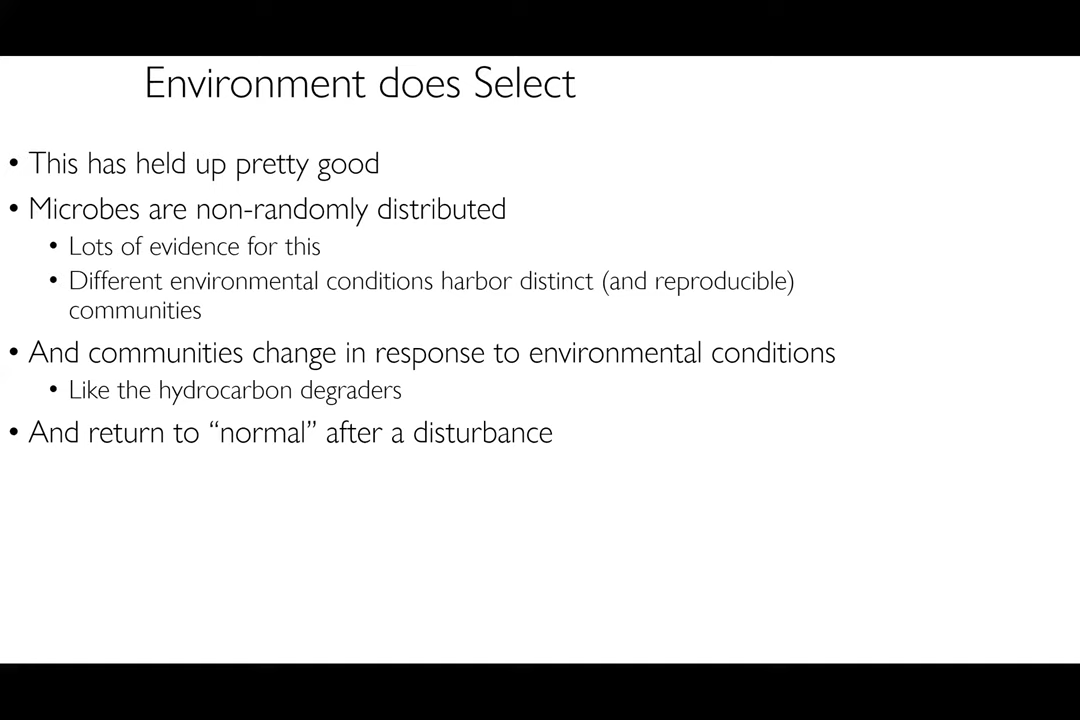 Environment does Select
• This has held up pretty good
• Microbes are non-randomly distributed
• Lots of evidence for this
• Different environmental conditions harbor distinct (and reproducible)
communities
• And communities change in response to environmental conditions
• Like the hydrocarbon degraders
• And return to “normal” after a disturbance